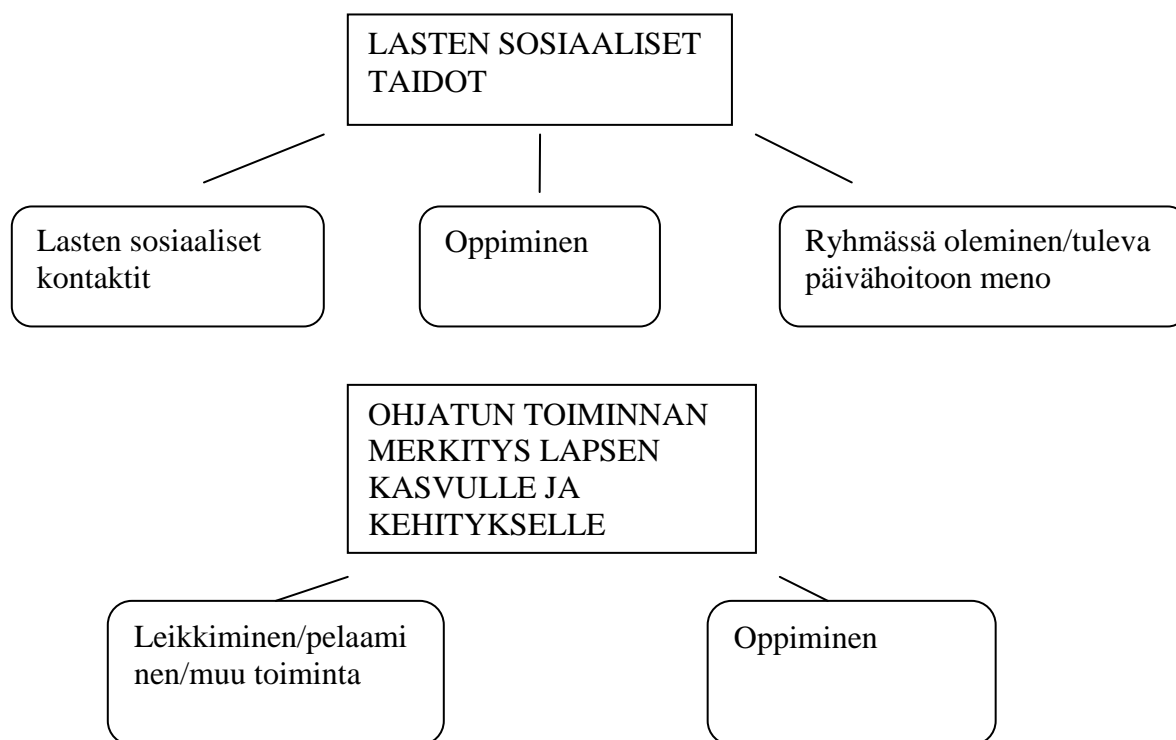 LASTEN SOSIAALISET
TAIDOT
Lasten sosiaaliset
kontaktit
Oppiminen
Ryhmässä oleminen/tuleva
päivähoitoon meno
OHJATUN TOIMINNAN
MERKITYS LAPSEN
KASVULLE JA
KEHITYKSELLE
Leikkiminen/pelaami
nen/muu toiminta
Oppiminen